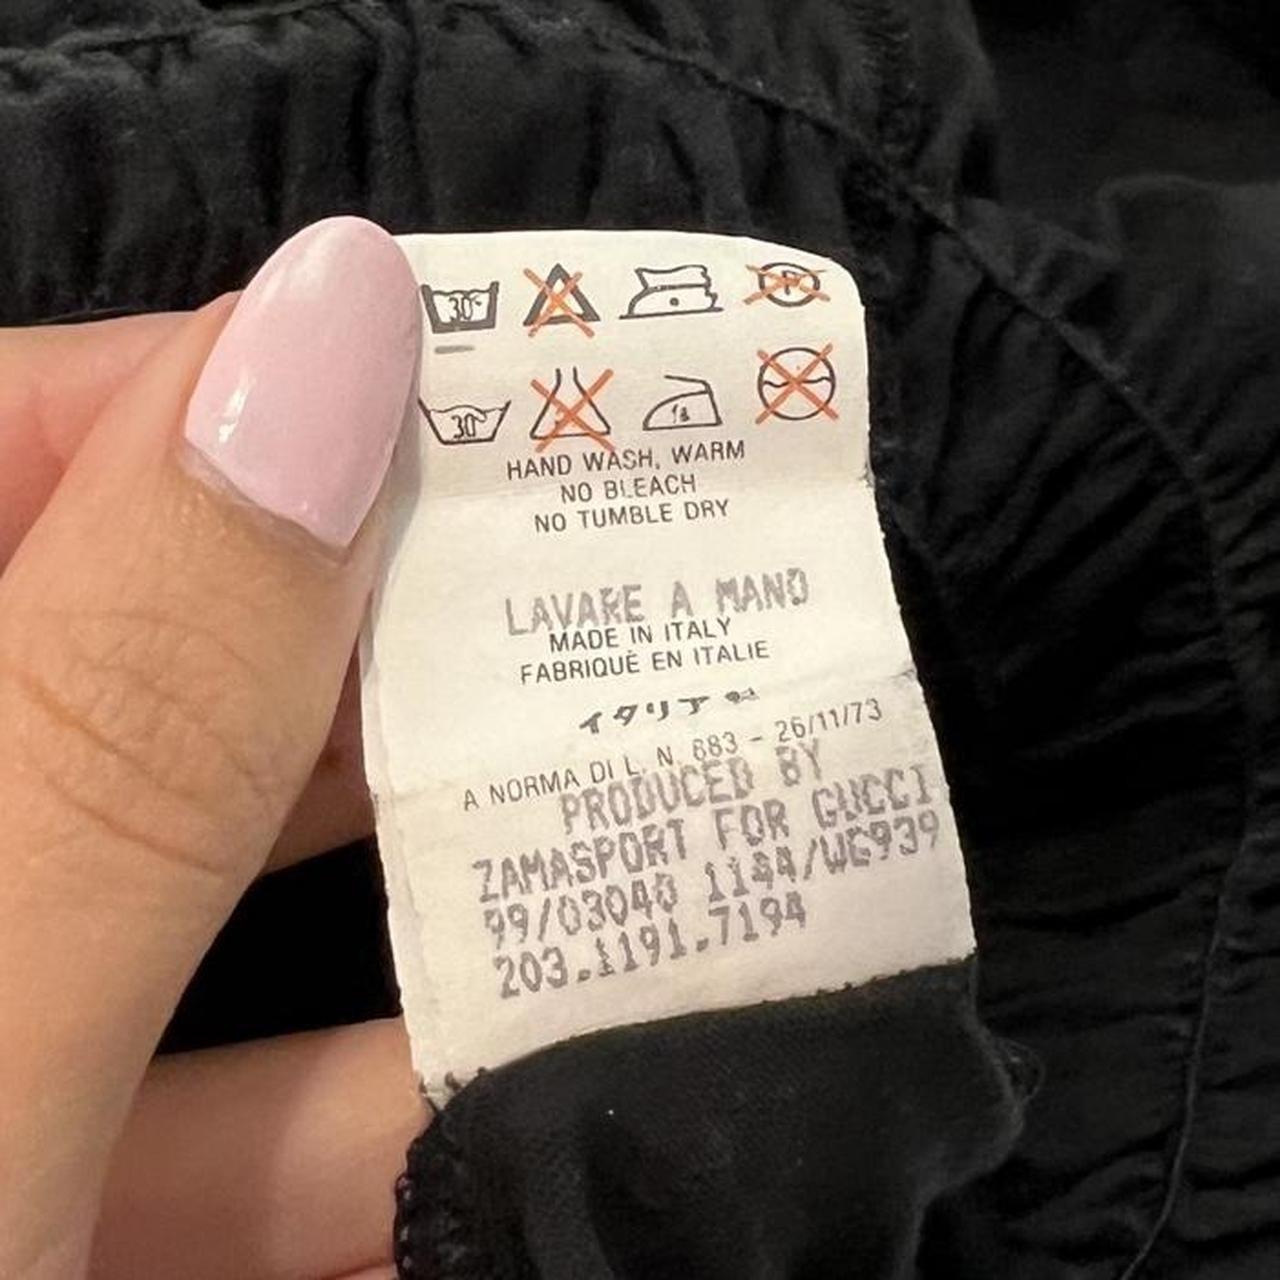 30°
P
30
HAND WASH, WARM
NO BLEACH
NO TUMBLE DRY
LAVARE A MANO
MADE IN ITALY
FABRIQUÈ EN ITALIE
イタリア製
A NORMA DI L. N. 883 - 26/11/73
PRODUCED BY
ZAMASPORT FOR GUCCI
99/03040 1144/WG939
203.1191.7194